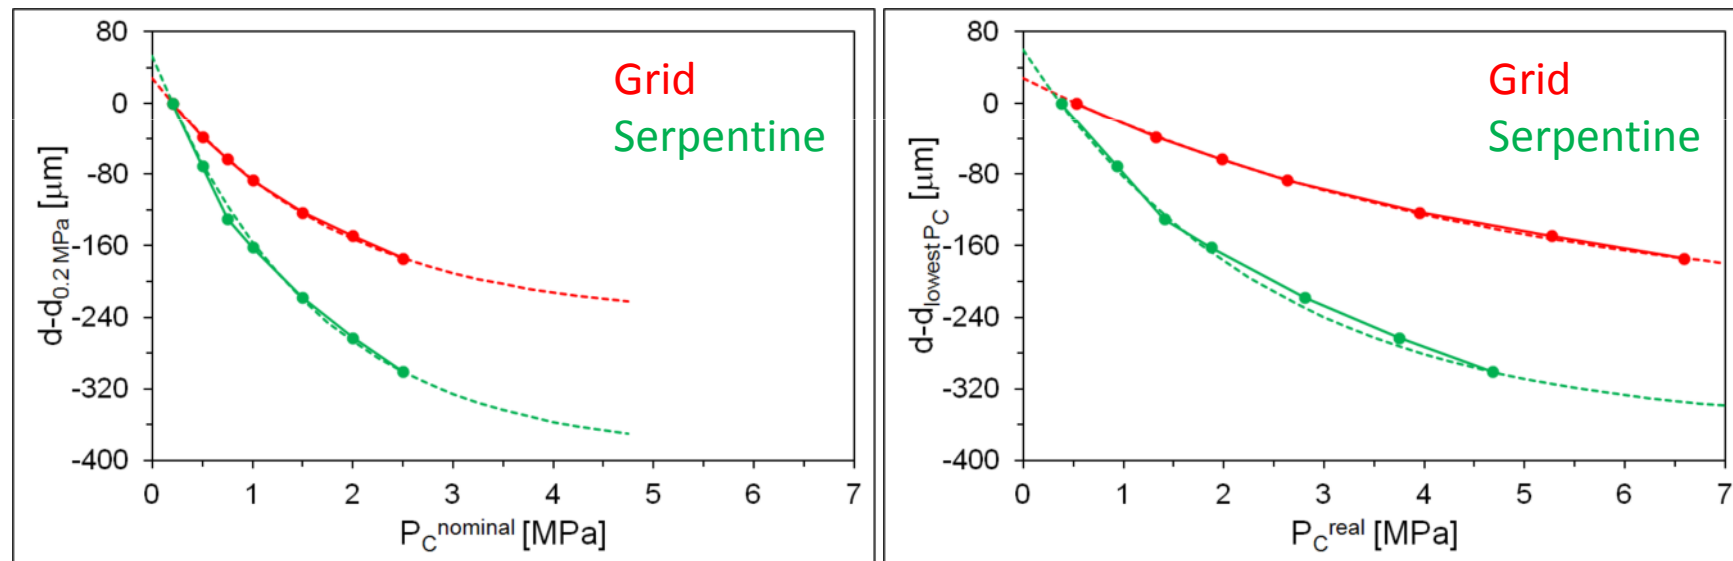 80
0
-80
-160
-240
-320
-400
d-d0.2 MPa [μm]
Grid
Serpentine
0 1 2 3 4 5 6 7
PCnominal [MPa]
80
0
-80
-160
-240
-320
-400
d-dlowest PC [μm]
Grid
Serpentine
0 1 2 3 4 5 6 7
PCreal [MPa]